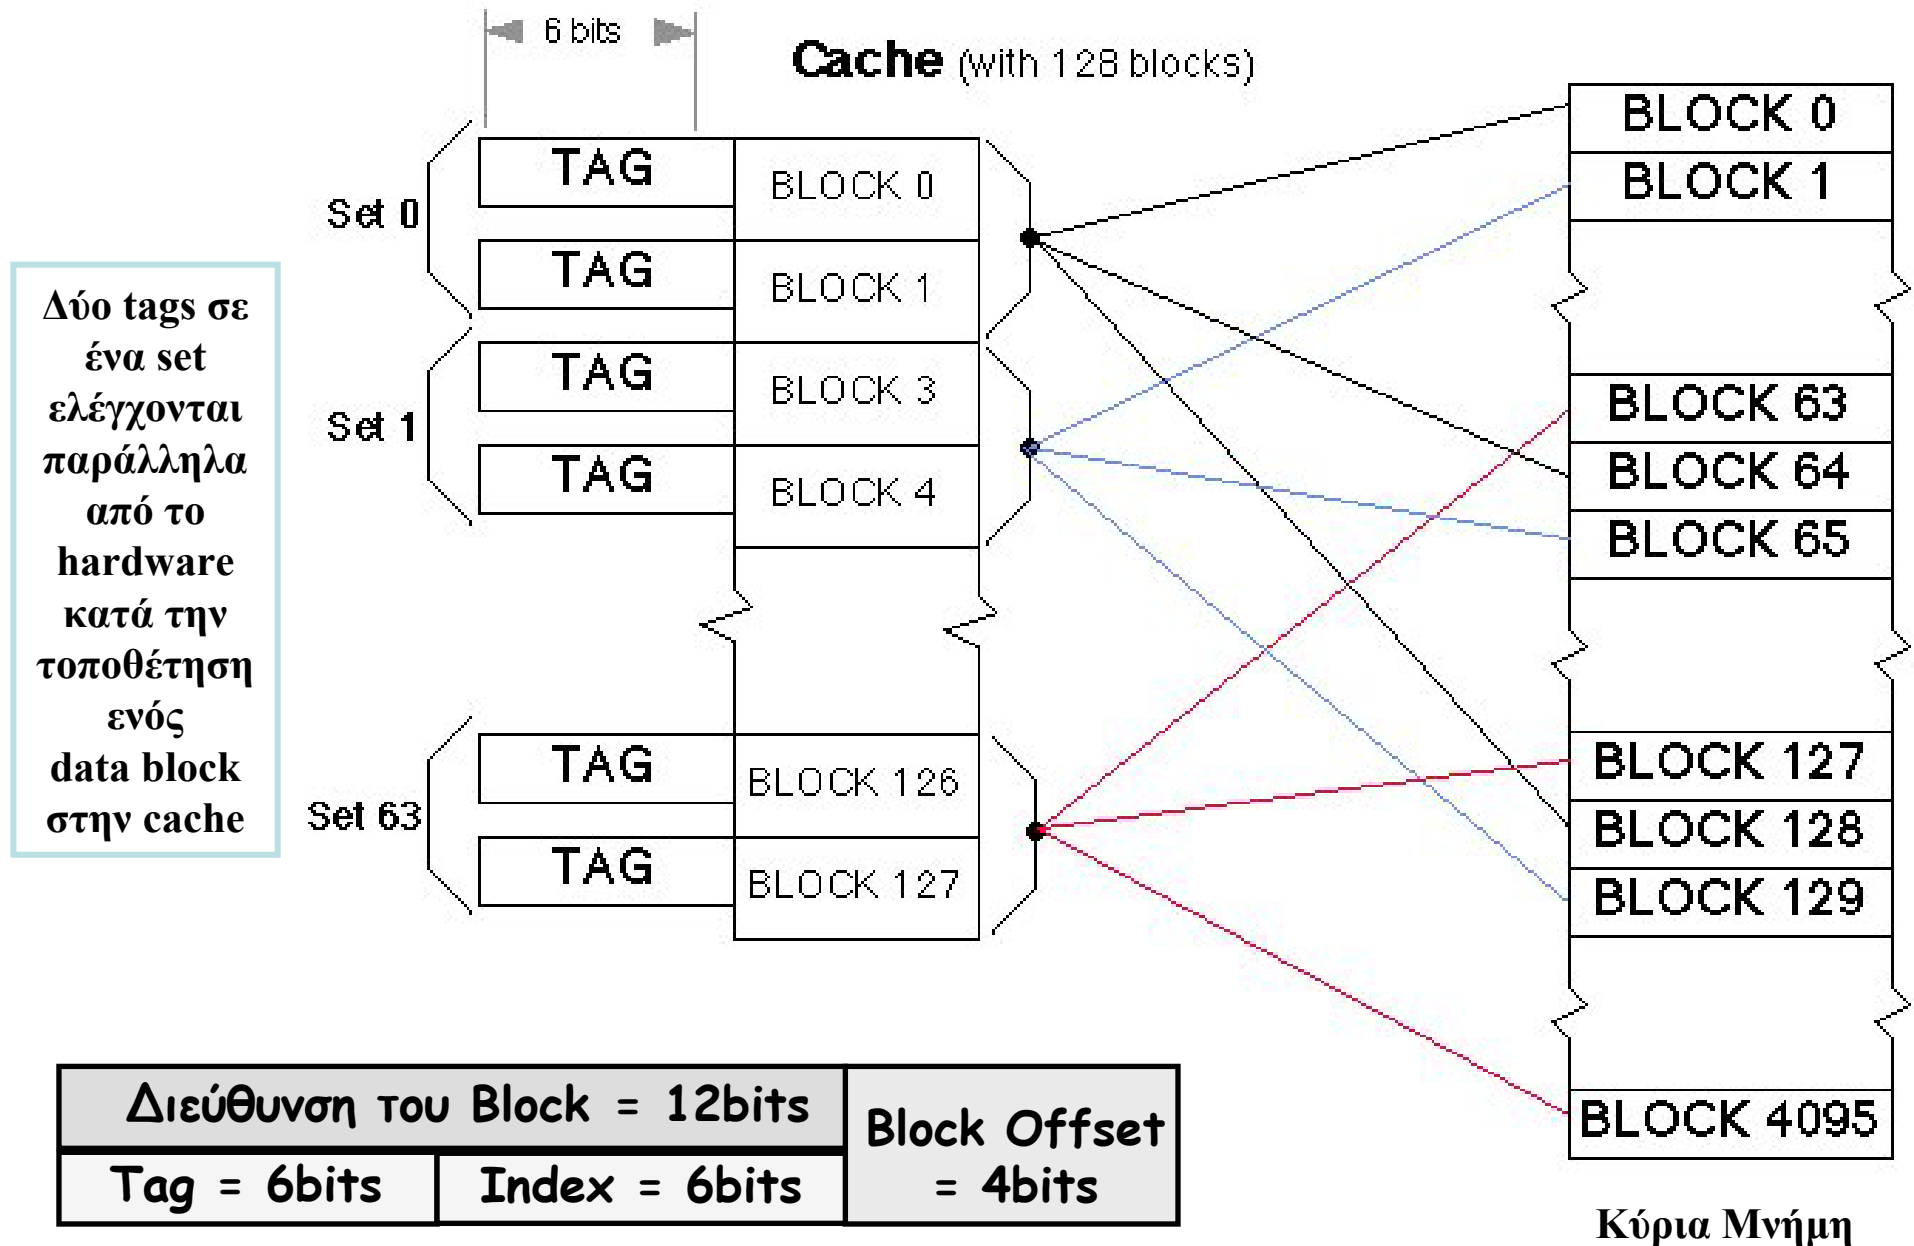 6 bits
Cache (with 128 blocks)
Set 0
TAG
BLOCK 0
TAG
BLOCK 1
Set 1
TAG
BLOCK 3
TAG
BLOCK 4
Set 63
TAG
BLOCK 126
TAG
BLOCK 127
Δύο tags σε
ένα set
ελέγχονται
παράλληλα
από το
hardware
κατά την
τοποθέτηση
ενός
data block
στην cache
BLOCK 0
BLOCK 1
BLOCK 63
BLOCK 64
BLOCK 65
BLOCK 127
BLOCK 128
BLOCK 129
BLOCK 4095
Κύρια Μνήμη
Διεύθυνση του Block = 12bits
Tag = 6bits
Index = 6bits
Block Offset
= 4bits